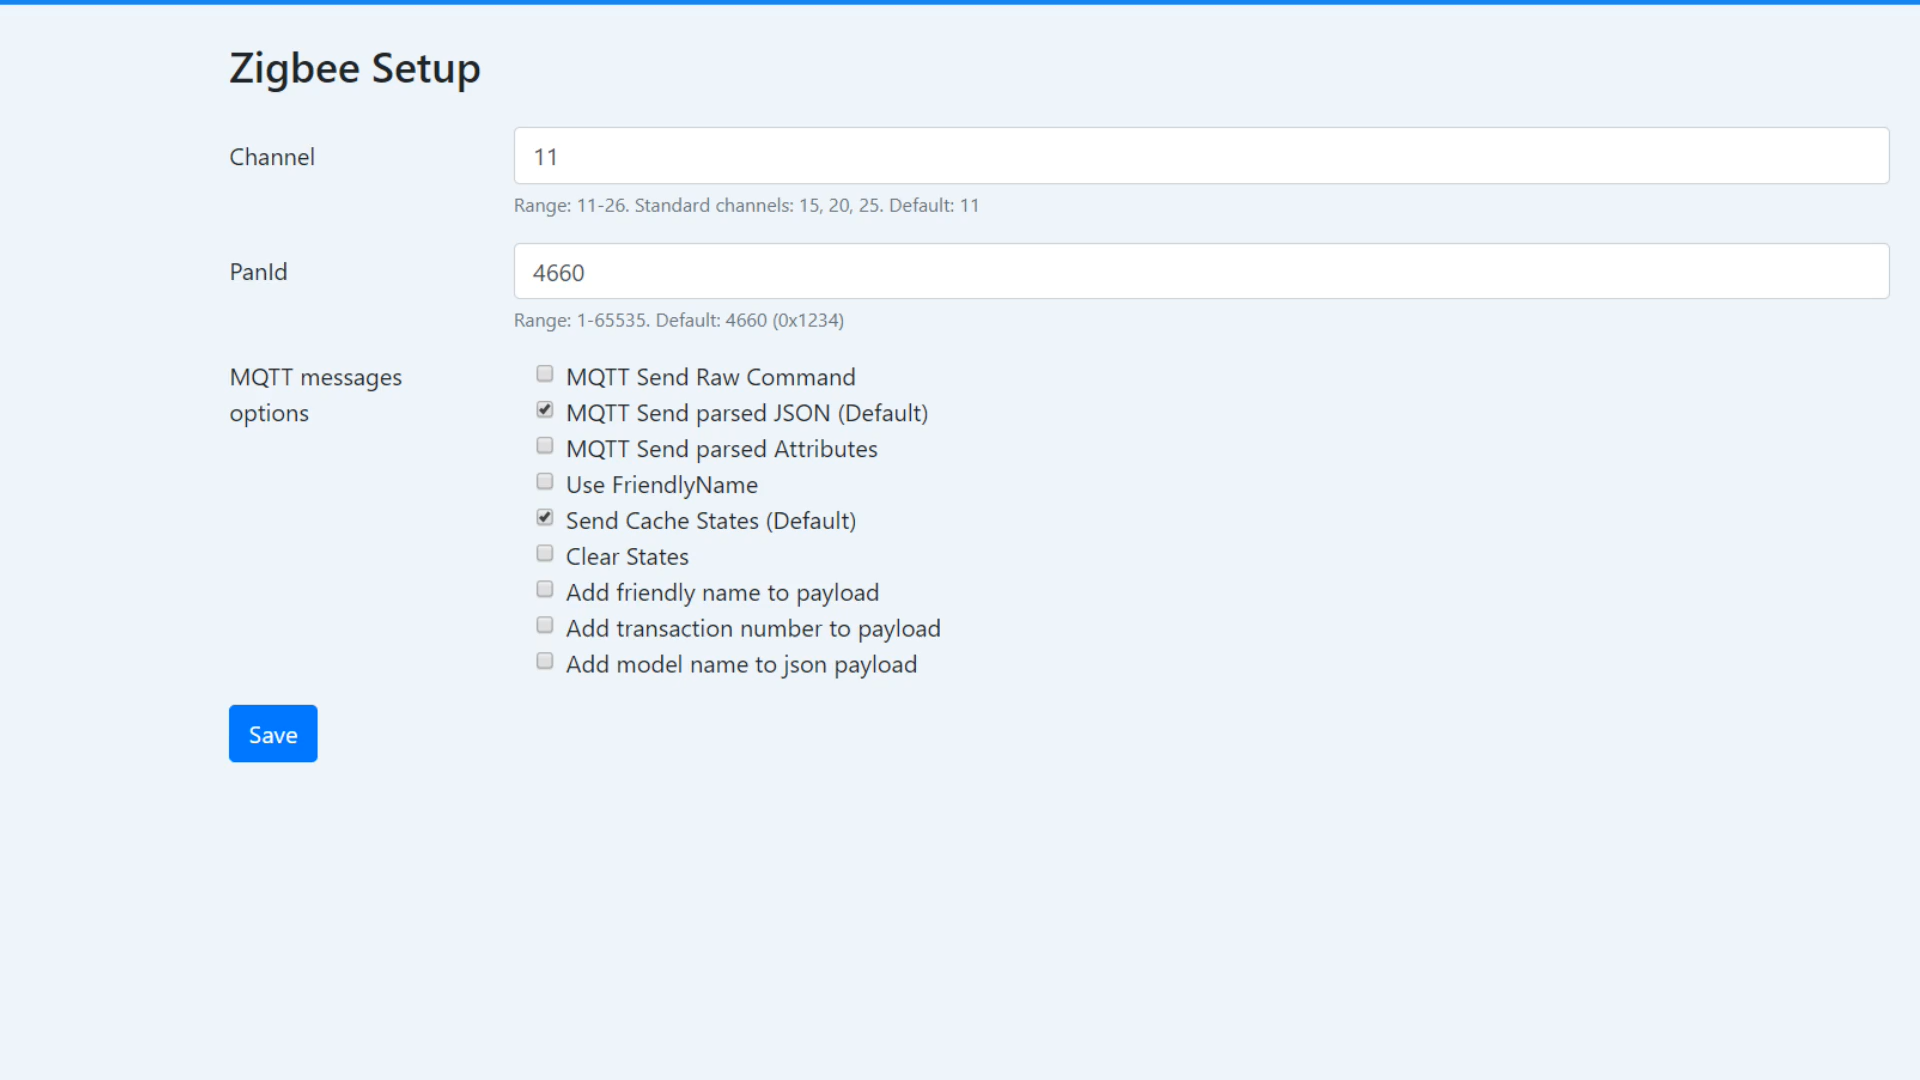 Zigbee Setup
Channel
11
Range: 11-26. Standard channels: 15, 20, 25. Default: 11
PanId
4660
Range: 1-65535. Default: 4660 (0x1234)
MQTT messages options
MQTT Send Raw Command
MQTT Send parsed JSON (Default)
MQTT Send parsed Attributes
Use FriendlyName
Send Cache States (Default)
Clear States
Add friendly name to payload
Add transaction number to payload
Add model name to json payload
Save